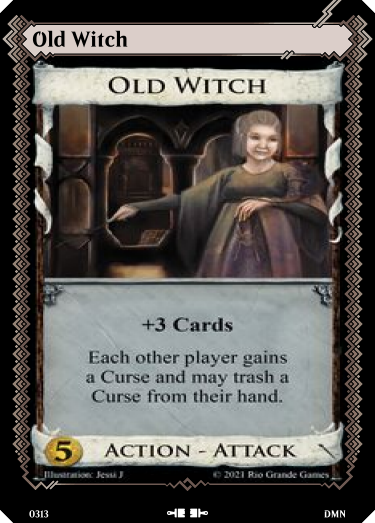 Old Witch
OLD WITCH
+3 Cards
Each other player gains
a Curse and may trash a
Curse from their hand.
5 ACTION - ATTACK
Illustration: Jessi J © 2021 Rio Grande Games
0313 DMN